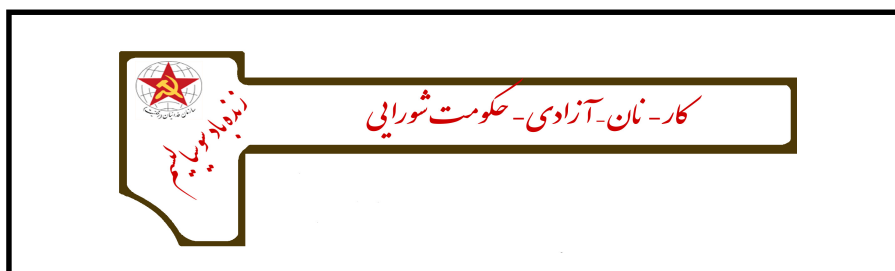 کار - نان - آزادی - حکومت شورایی
زنده باد سوسیالیسم